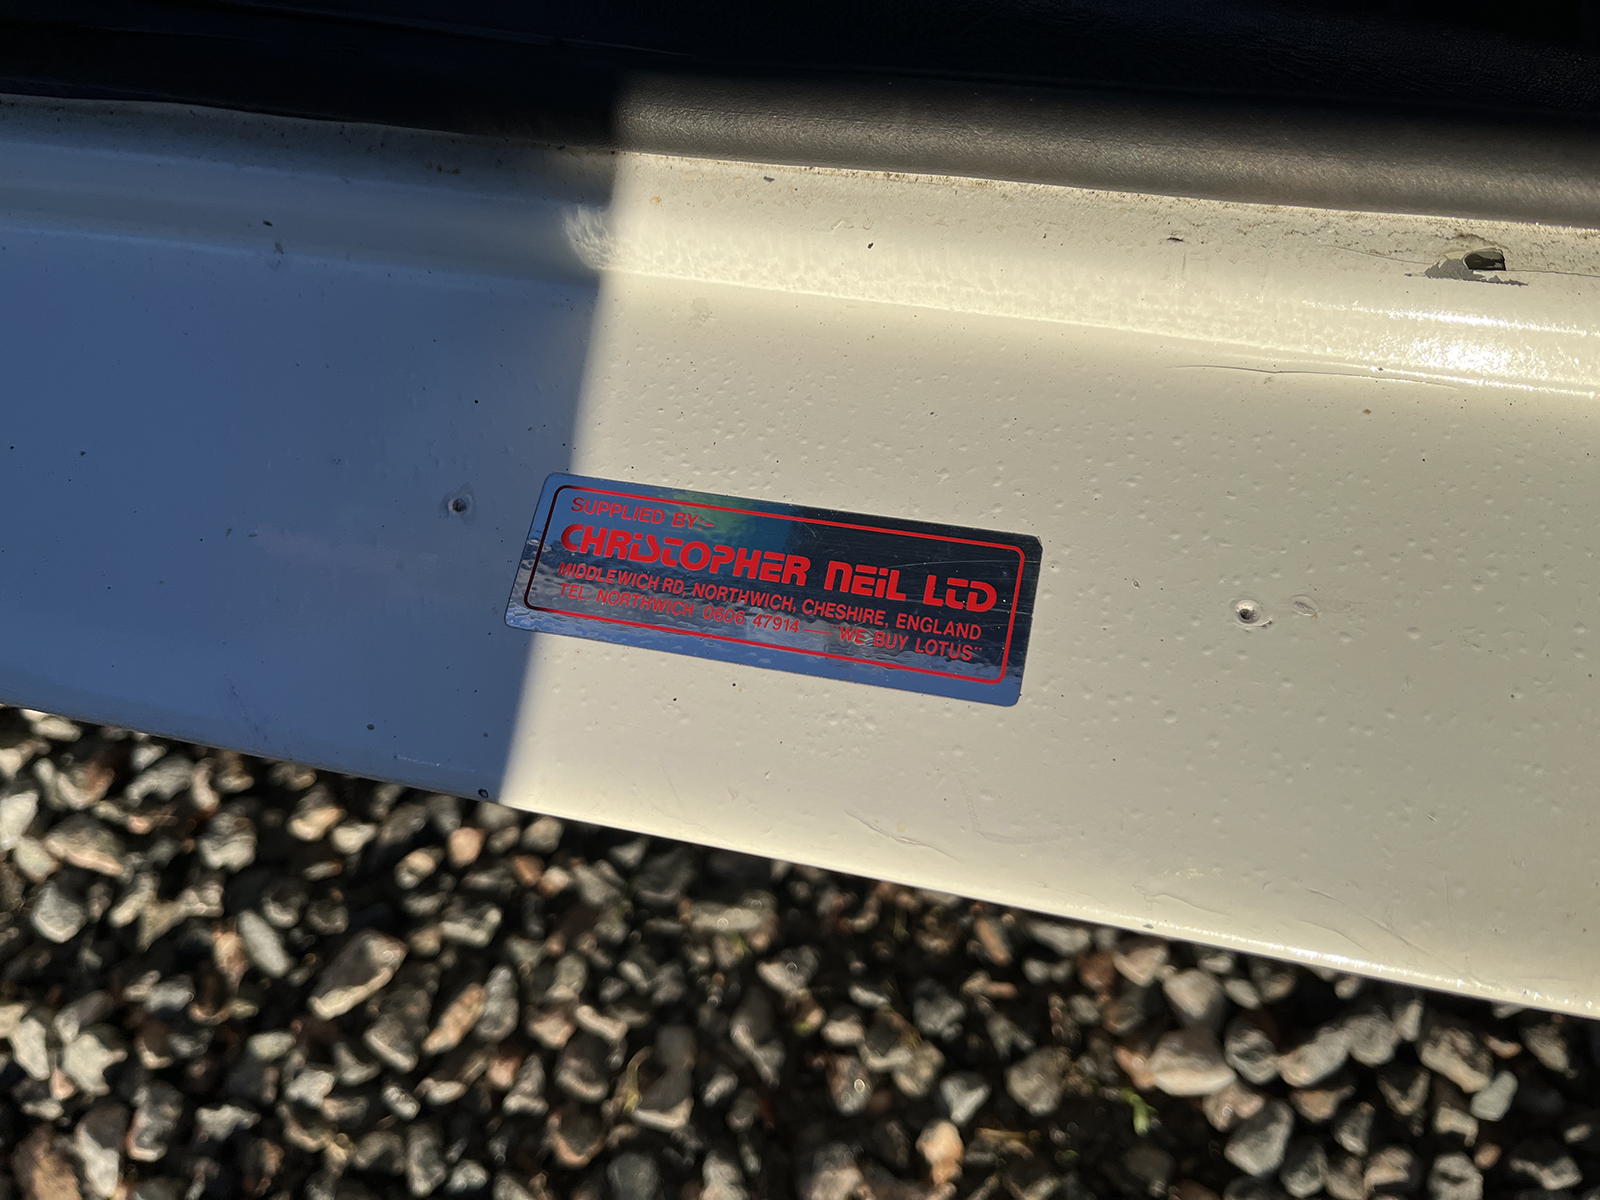 SUPPLIED BY:-
CHRISTOPHER NEIL LTD
MIDDLEWICH RD, NORTHWICH, CHESHIRE, ENGLAND
TEL. NORTHWICH 0606 47914 — WE BUY LOTUS"